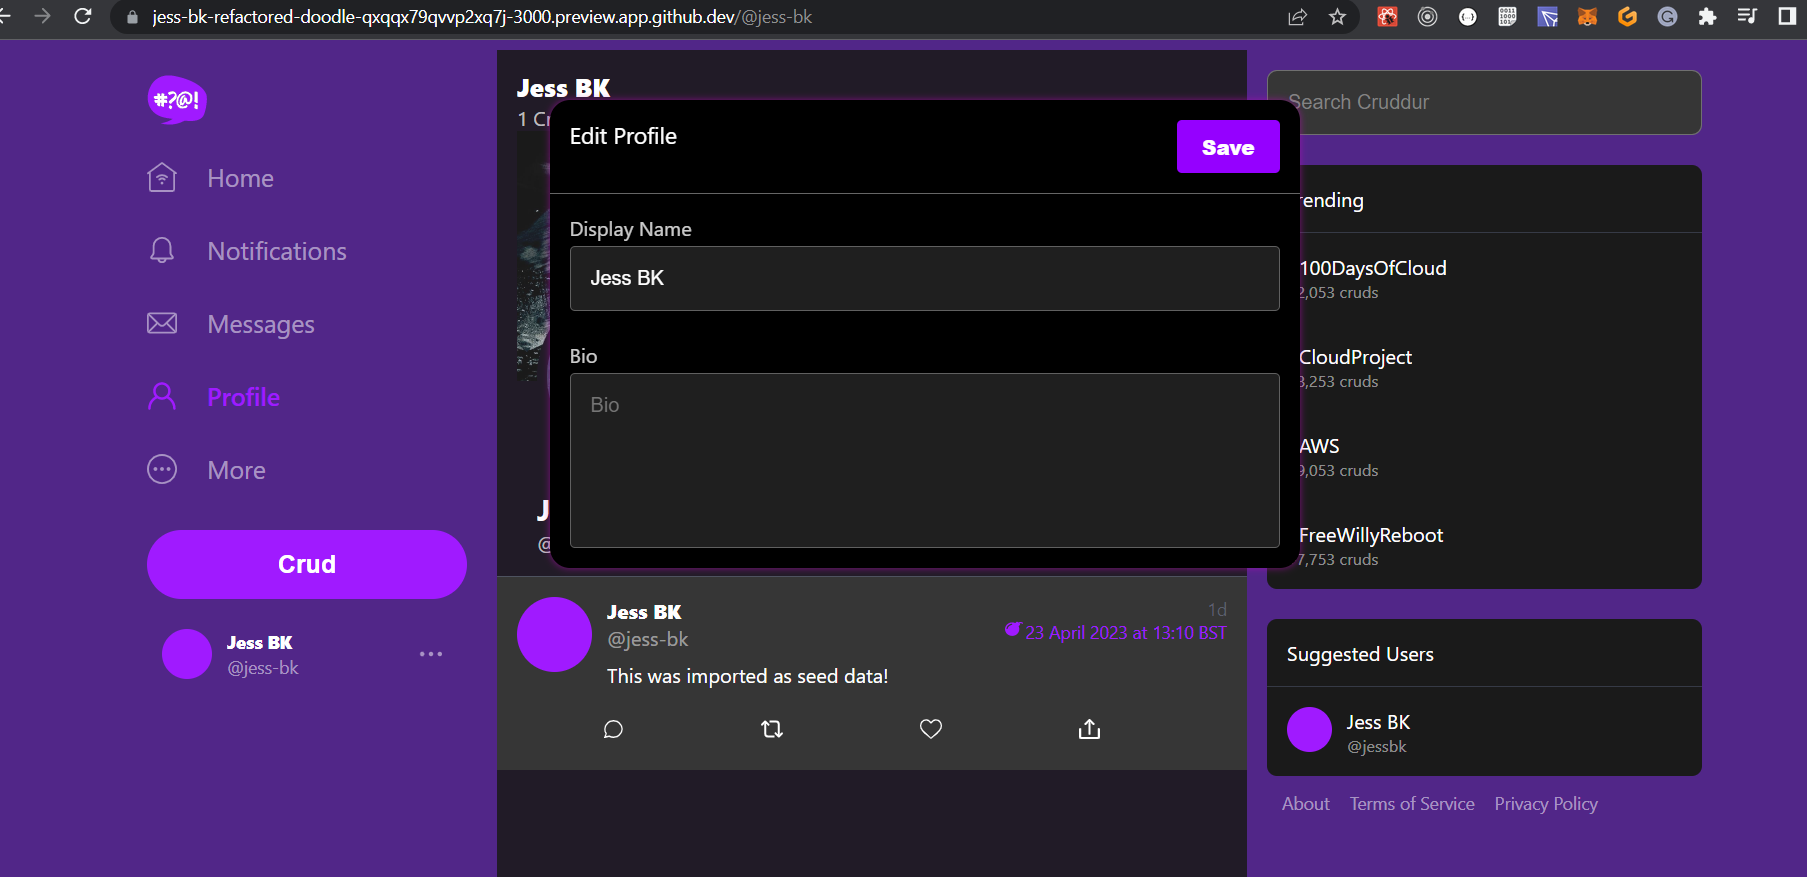 jess-bk-refactored-doodle-qxqqx79qvvp2xq7j-3000.preview.app.github.dev/@jess-bk
#?@!
Home
Notifications
Messages
Profile
More
Crud
Jess BK
@jess-bk
Jess BK
1 Cr
Edit Profile
Save
Display Name
Jess BK
Bio
Bio
J
@
Jess BK
@jess-bk
1d
23 April 2023 at 13:10 BST
This was imported as seed data!
Search Cruddur
rending
100DaysOfCloud
2,053 cruds
CloudProject
3,253 cruds
AWS
9,053 cruds
FreeWillyReboot
7,753 cruds
Suggested Users
Jess BK
@jessbk
About Terms of Service Privacy Policy